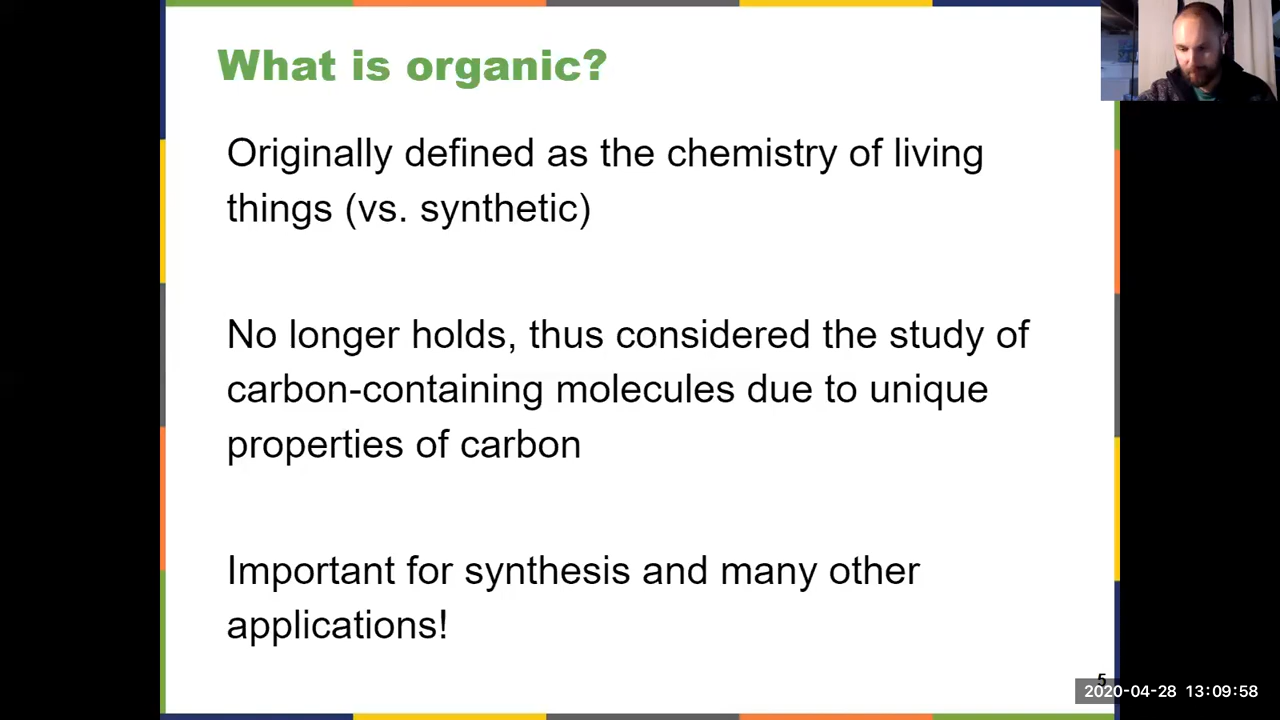 What is organic?
Originally defined as the chemistry of living
things (vs. synthetic)
No longer holds, thus considered the study of
carbon-containing molecules due to unique
properties of carbon
Important for synthesis and many other
applications!
5
2020-04-28 13:09:58